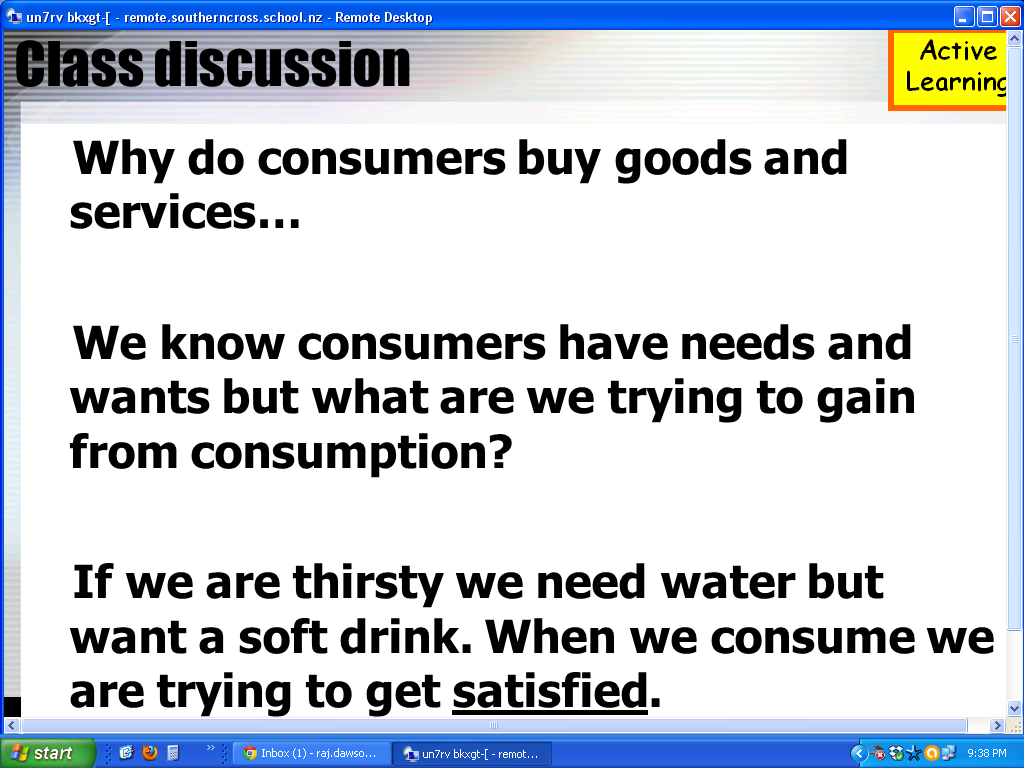 un7rv bkxgt-[ - remote.southerncross.school.nz - Remote Desktop
Class discussion
Active
Learning
Why do consumers buy goods and
services…
We know consumers have needs and
wants but what are we trying to gain
from consumption?
If we are thirsty we need water but
want a soft drink. When we consume we
are trying to get satisfied.
start
Inbox (1) - raj.dawso...
un7rv bkxgt-[ - remot...
9:38 PM